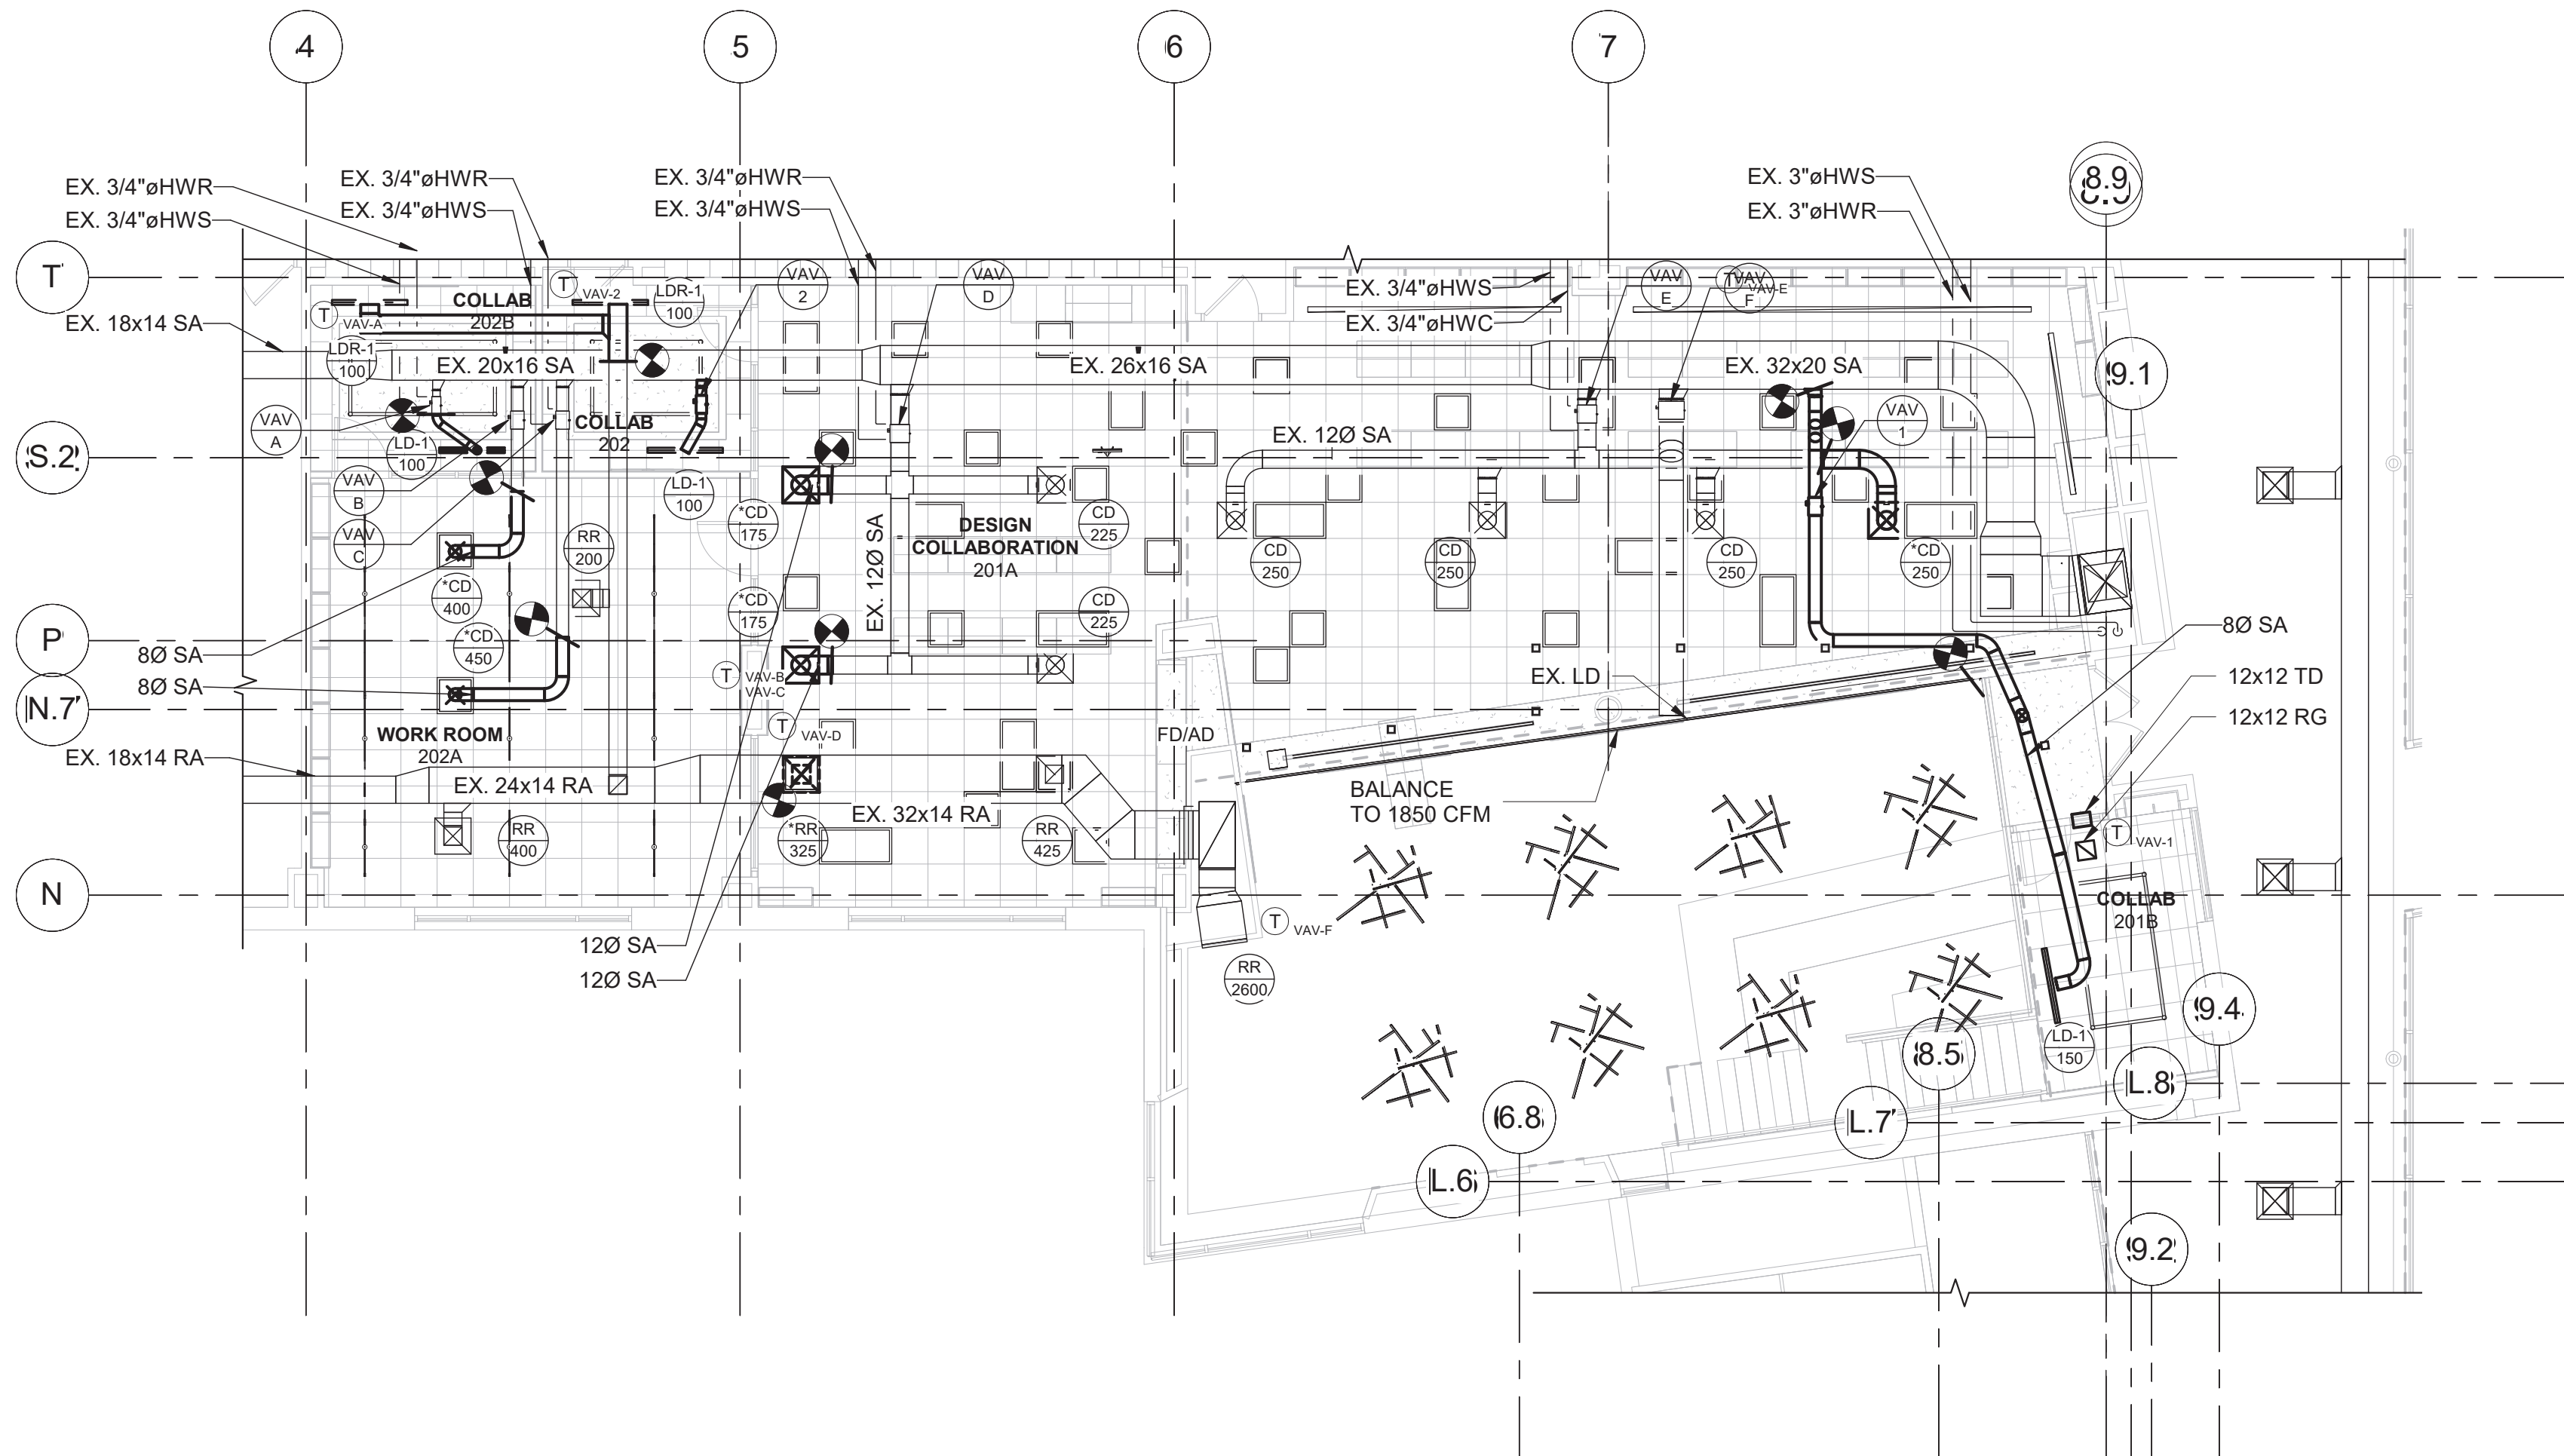 4
5
6
7
EX. 3/4"øHWR
EX. 3/4"øHWS
EX. 3/4"øHWR
EX. 3/4"øHWS
EX. 3/4"øHWR
EX. 3/4"øHWS
EX. 3"øHWS
EX. 3"øHWR
8.9
T
T
VAV-A
COLLAB
202B
T
VAV-2
LDR-1
100
VAV
2
VAV
D
EX. 3/4"øHWS
EX. 3/4"øHWC
VAV
E
T
VAV-E
VAV
F
EX. 18x14 SA
LDR-1
100
EX. 20x16 SA
EX. 26x16 SA
EX. 32x20 SA
9.1
VAV
A
LD-1
100
COLLAB
202
EX. 12Ø SA
VAV
1
S.2
VAV
B
LD-1
100
*CD
175
EX. 12Ø SA
DESIGN
COLLABORATION
201A
CD
225
VAV
C
RR
200
CD
250
CD
250
CD
250
*CD
250
*CD
400
*CD
175
CD
225
P
*CD
450
8Ø SA
8Ø SA
T
VAV-B
VAV-C
8Ø SA
EX. LD
12x12 TD
12x12 RG
N.7
WORK ROOM
202A
T
VAV-D
FD/AD
EX. 18x14 RA
EX. 24x14 RA
EX. 32x14 RA
BALANCE
TO 1850 CFM
RR
400
*RR
325
RR
425
T
VAV-1
N
COLLAB
201B
T
VAV-F
12Ø SA
12Ø SA
RR
2600
9.4
8.5
LD-1
150
L.8
6.8
L.7
L.6
9.2